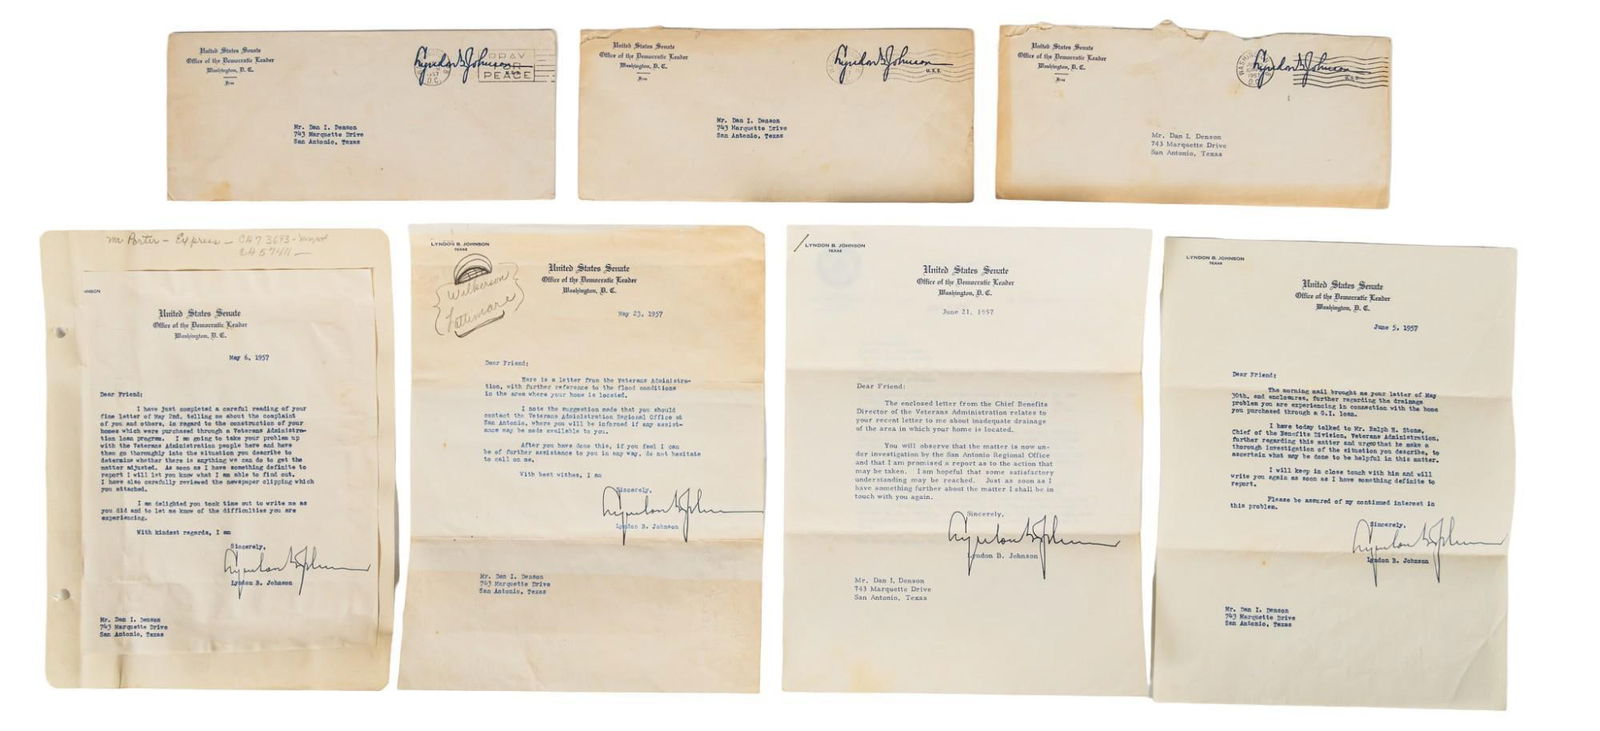 United States Senate
Office of the Democratic Leader
Washington, D. C.
Free
Lyndon B. Johnson
PRAY
FOR
PEACE
Mr. Dan I. Denson
743 Marquette Drive
San Antonio, Texas
United States Senate
Office of the Democratic Leader
Washington, D. C.
Lyndon B. Johnson
Mr. Dan I. Denson
743 Marquette Drive
San Antonio, Texas
United States Senate
Office of the Democratic Leader
Washington, D. C.
Lyndon B. Johnson
Mr. Dan I. Denson
743 Marquette Drive
San Antonio, Texas
Mr Porter - Express - CA7 3693 -
NSON
United States Senate
Office of the Democratic Leader
Washington, D. C.
May 6, 1957
Dear Friend:
I have just completed a careful reading of your
fine letter of May 2nd, telling me about the complaint
of you and others, in regard to the construction of your
homes which were purchased through a Veterans Administra-
tion loan program. I am going to take your problem up
with the Veterans Administration people here and have
them go thoroughly into the situation you describe to
determine whether there is anything we can do to get the
matter adjusted. As soon as I have something definite to
report I will let you know what I am able to find out.
I have also carefully reviewed the newspaper clipping which
you attached.
I am delighted you took time out to write me as
you did and to let me know of the difficulties you are
experiencing.
With kindest regards, I am
Sincerely,
Lyndon B. Johnson
Lyndon B. Johnson
Mr. Dan I. Denson
743 Marquette Drive
San Antonio, Texas
LYNDON B. JOHNSON
TEXAS
United States Senate
Office of the Democratic Leader
Washington, D. C.
Wilkerson
May 23, 1957
Dear Friend:
Here is a letter from the Veterans Administra-
tion, with further reference to the flood conditions
in the area where your home is located.
I note the suggestion made that you should
contact the Veterans Administration Regional Office at
San Antonio, where you will be informed if any assist-
ance may be made available to you.
After you have done this, if you feel I can
be of further assistance to you in any way, do not hesitate
to call on me.
With best wishes, I am
Sincerely,
Lyndon B. Johnson
Lyndon B. Johnson
Mr. Dan I. Denson
743 Marquette Drive
San Antonio, Texas
LYNDON B. JOHNSON
TEXAS
United States Senate
Office of the Democratic Leader
Washington, D. C.
June 21, 1957
Dear Friend:
The enclosed letter from the Chief Benefits
Director of the Veterans Administration relates to
your recent letter to me about inadequate drainage
of the area in which your home is located.
You will observe that the matter is now un-
der investigation by the San Antonio Regional Office
and that I am promised a report as to the action that
may be taken. I am hopeful that some satisfactory
understanding may be reached. Just as soon as I
have something further about the matter I shall be in
touch with you again.
Sincerely,
Lyndon B. Johnson
Lyndon B. Johnson
Mr. Dan I. Denson
743 Marquette Drive
San Antonio, Texas
LYNDON B. JOHNSON
TEXAS
United States Senate
Office of the Democratic Leader
Washington, D. C.
June 5, 1957
Dear Friend:
The morning mail brought me your letter of May
30th, and enclosures, further regarding the drainage
problem you are experiencing in connection with the home
you purchased through a G.I. loan.
I have today talked to Mr. Ralph H. Stone,
Chief of the Benefits Division, Veterans Administration,
further regarding this matter and urged that he make a
thorough investigation of the situation you describe, to
ascertain what may be done to be helpful in this matter.
I will keep in close touch with him and will
write you again as soon as I have something definite to
report.
Please be assured of my continued interest in
this problem.
Sincerely,
Lyndon B. Johnson
Lyndon B. Johnson
Mr. Dan I. Denson
743 Marquette Drive
San Antonio, Texas